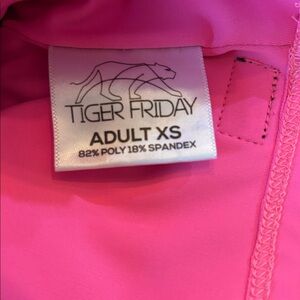 TIGER FRIDAY
ADULT XS
82% POLY 18% SPANDEX